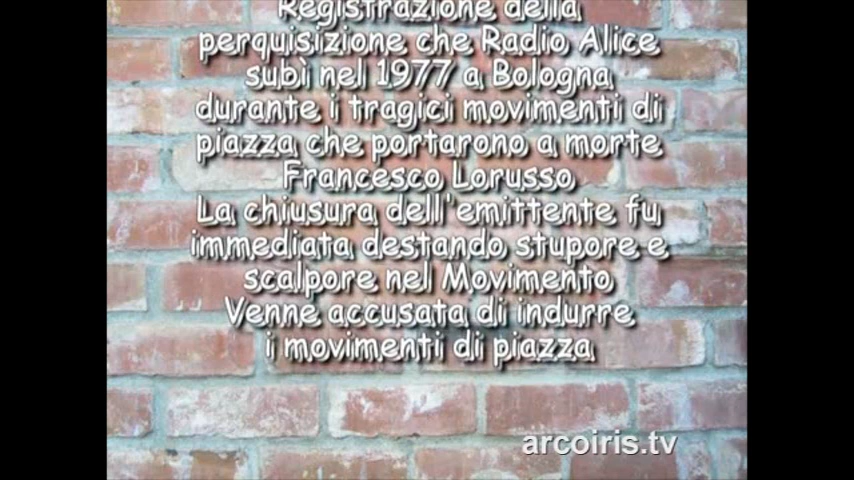 Registrazione della
perquisizione che Radio Alice
subì nel 1977 a Bologna
durante i tragici movimenti di
piazza che portarono a morte
Francesco Lorusso
La chiusura dell'emittente fu
immediata destando stupore e
scalpore nel Movimento
Venne accusata di indurre
i movimenti di piazza
arcoiris.tv